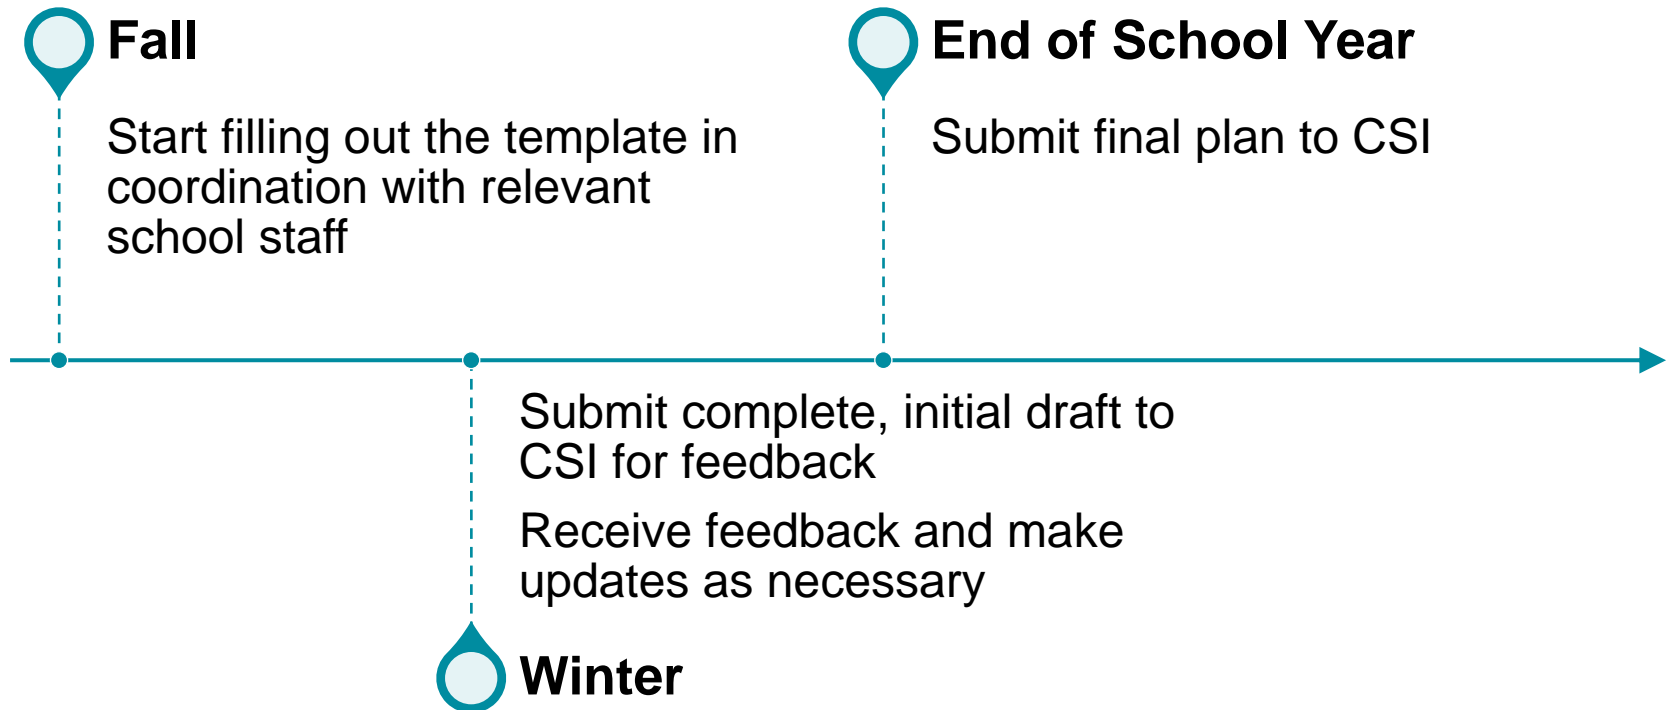 Fall
Start filling out the template in
coordination with relevant
school staff
End of School Year
Submit final plan to CSI
Submit complete, initial draft to
CSI for feedback
Receive feedback and make
updates as necessary
Winter